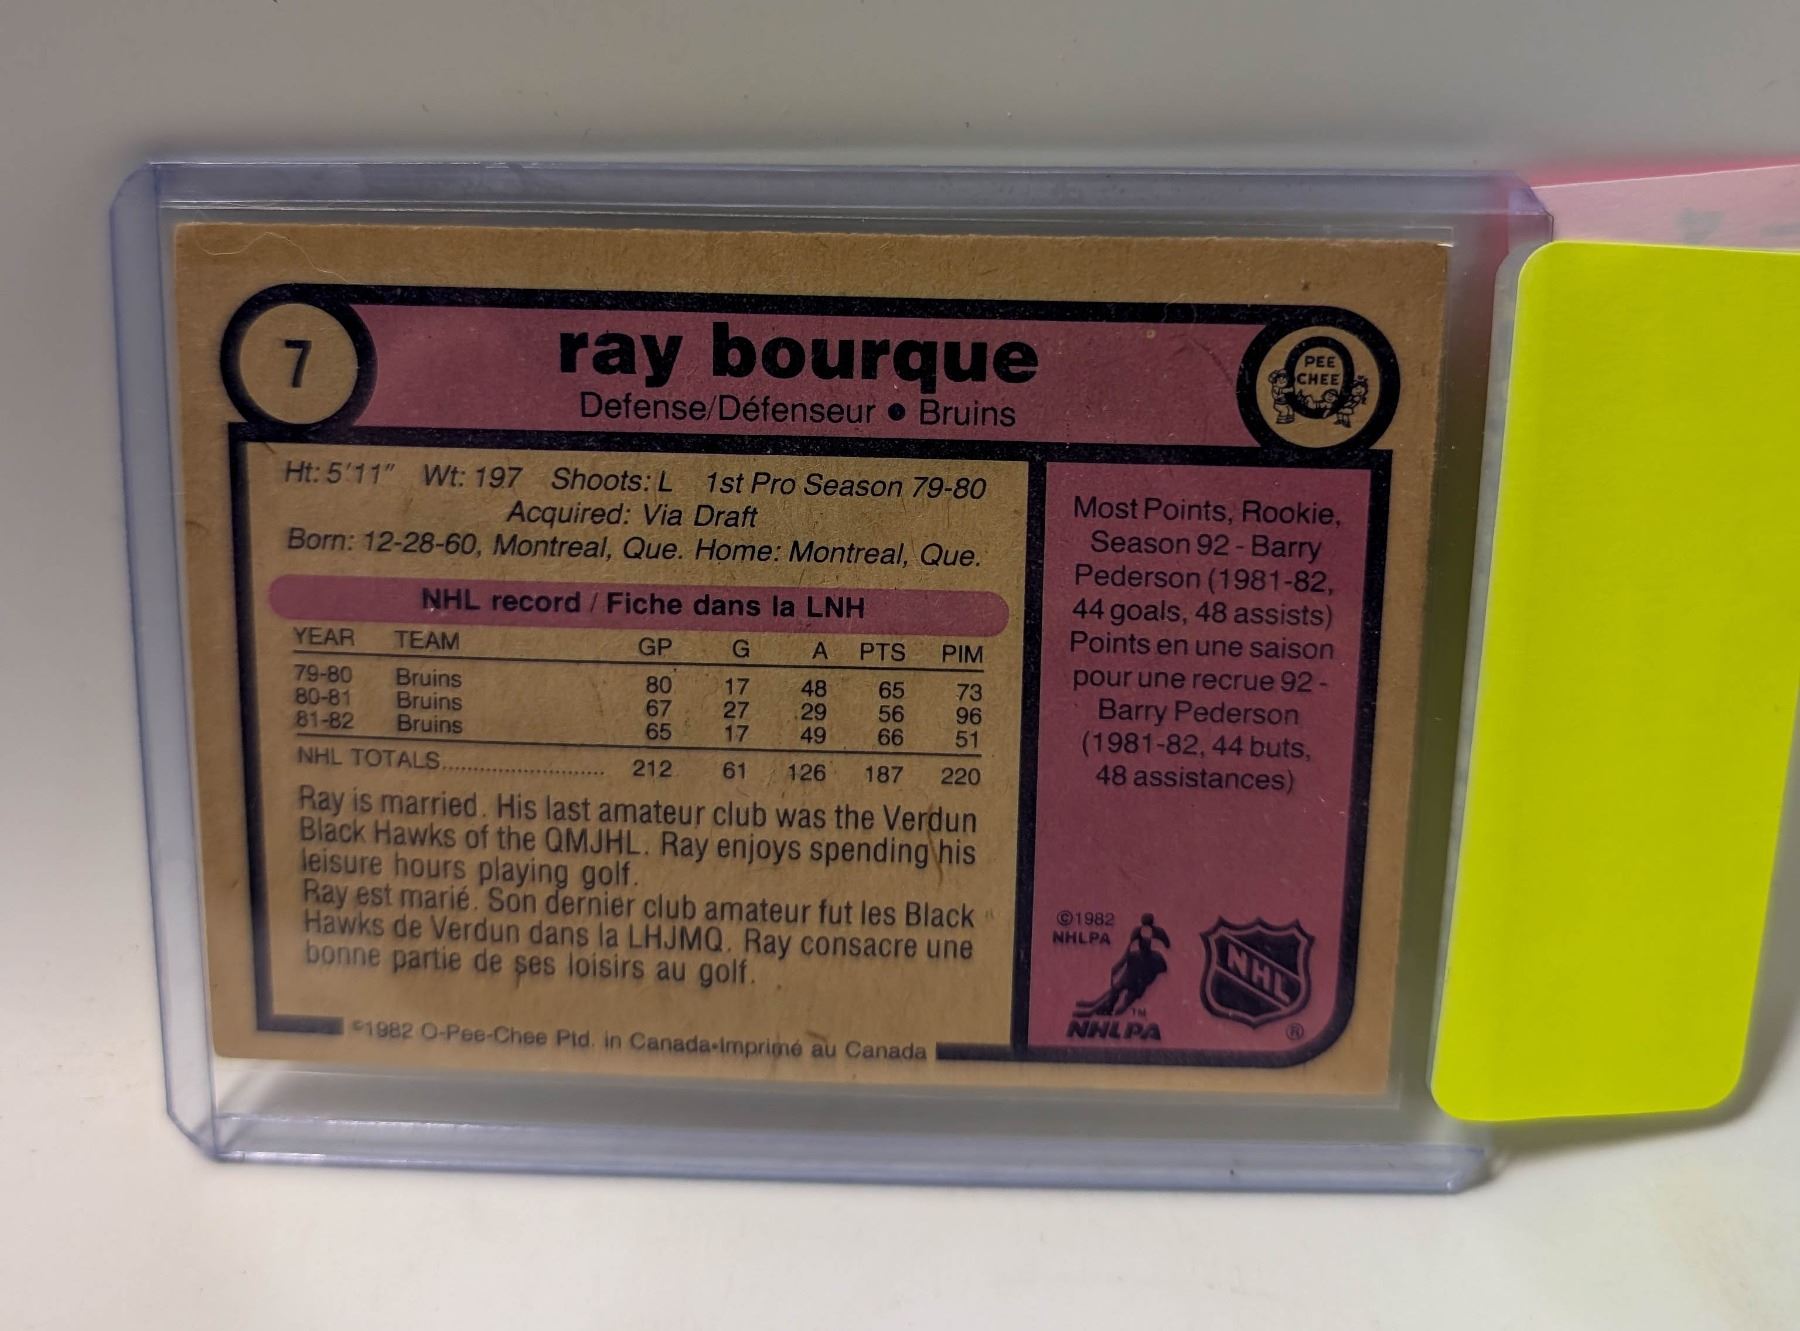 7
ray bourque
Defense/Défenseur • Bruins
PEE
CHEE
Ht: 5'11" Wt: 197 Shoots: L 1st Pro Season 79-80
Acquired: Via Draft
Born: 12-28-60, Montreal, Que. Home: Montreal, Que.
NHL record / Fiche dans la LNH
YEAR TEAM GP G A PTS PIM
79-80 Bruins 80 17 48 65 73
80-81 Bruins 67 27 29 56 96
81-82 Bruins 65 17 49 66 51
NHL TOTALS.......................... 212 61 126 187 220
Ray is married. His last amateur club was the Verdun
Black Hawks of the QMJHL. Ray enjoys spending his
leisure hours playing golf.
Ray est marié. Son dernier club amateur fut les Black
Hawks de Verdun dans la LHJMQ. Ray consacre une
bonne partie de ses loisirs au golf.
©1982 O-Pee-Chee Ptd. in Canada•Imprimé au Canada
Most Points, Rookie,
Season 92 - Barry
Pederson (1981-82,
44 goals, 48 assists)
Points en une saison
pour une recrue 92 -
Barry Pederson
(1981-82, 44 buts,
48 assistances)
©1982
NHLPA
TM
NHLPA
NHL
®